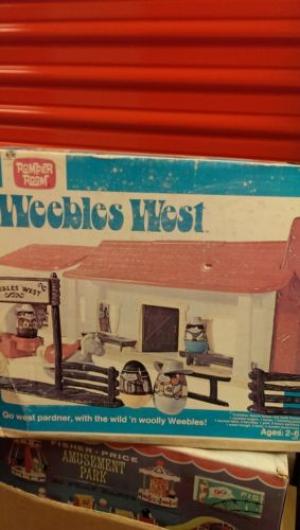 ROMPER
ROOM
Weebles West
WEST
Go west pardner, with the wild 'n woolly Weebles!
Ages: 2-6
FISHER-PRICE
AMUSEMENT
PARK